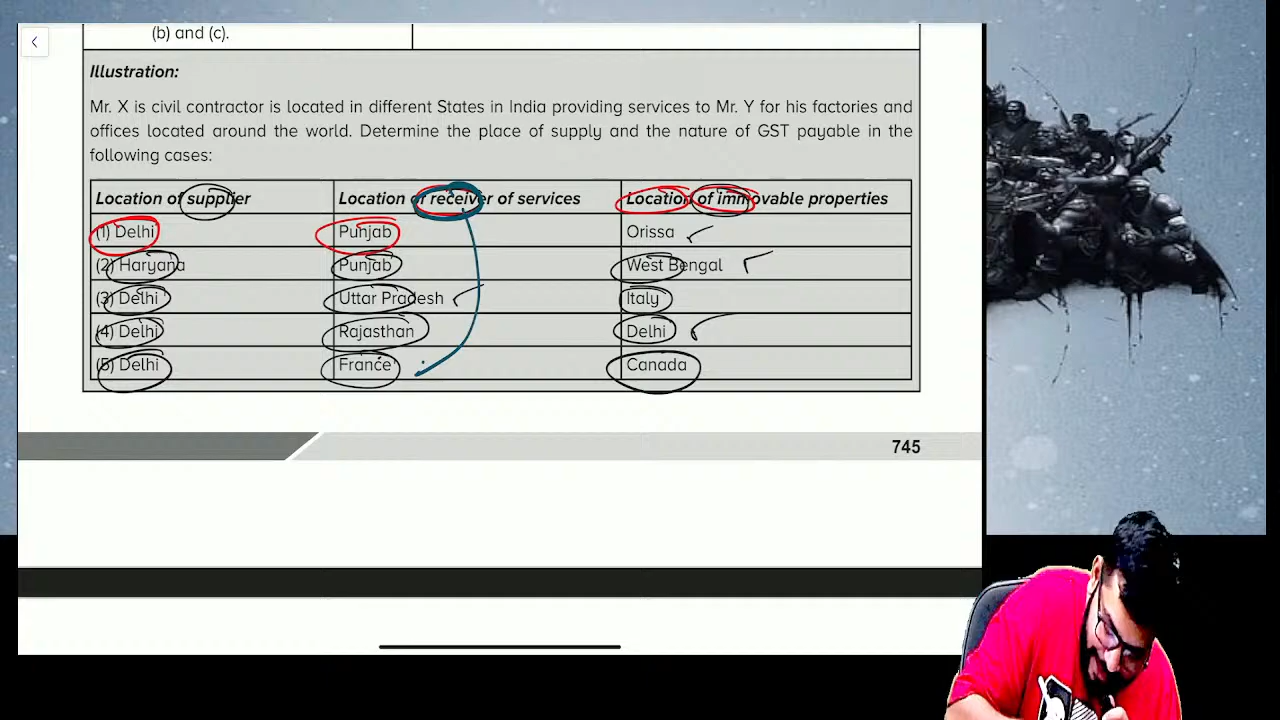 (b) and (c).
Illustration:
Mr. X is civil contractor is located in different States in India providing services to Mr. Y for his factories and
offices located around the world. Determine the place of supply and the nature of GST payable in the
following cases:
Location of supplier Location of receiver of services Location of immovable properties
(1) Delhi Punjab Orissa
(2) Haryana Punjab West Bengal
(3) Delhi Uttar Pradesh Italy
(4) Delhi Rajasthan Delhi
(5) Delhi France Canada
745